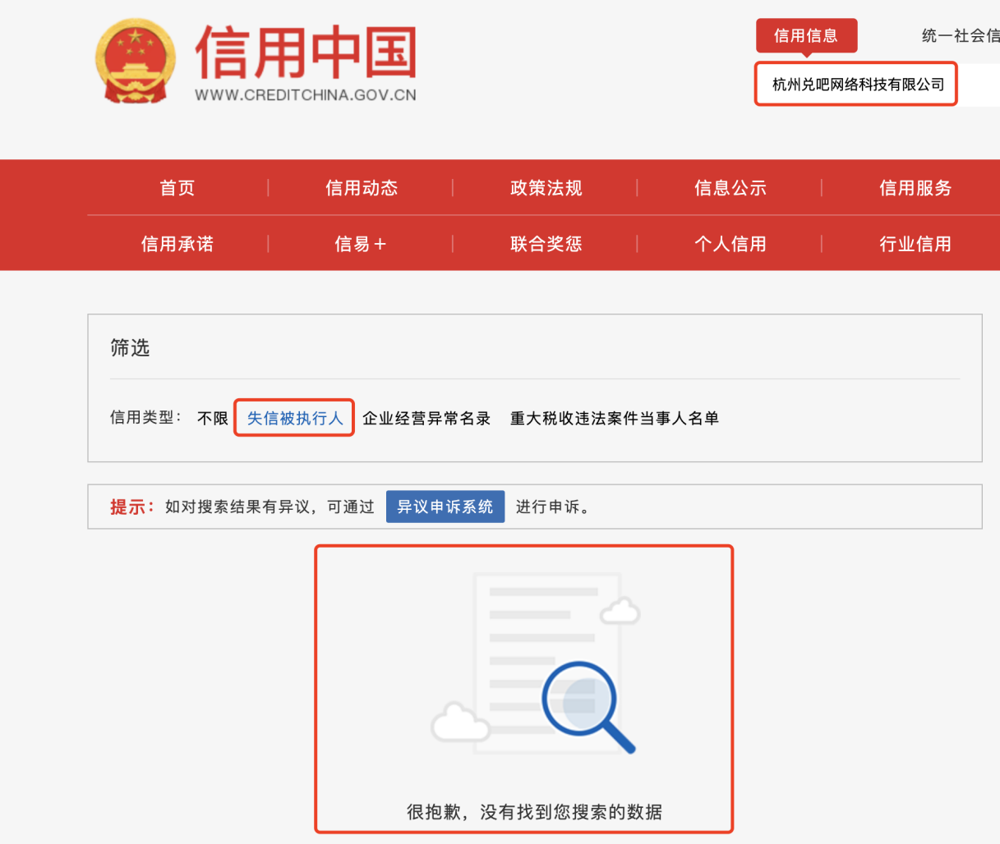 信用中国
WWW.CREDITCHINA.GOV.CN
信用信息
统一社会信
杭州兑吧网络科技有限公司
首页
信用动态
政策法规
信息公示
信用服务
信用承诺
信易+
联合奖惩
个人信用
行业信用
筛选
信用类型： 不限 失信被执行人 企业经营异常名录 重大税收违法案件当事人名单
提示：如对搜索结果有异议，可通过 异议申诉系统 进行申诉。
很抱歉，没有找到您搜索的数据